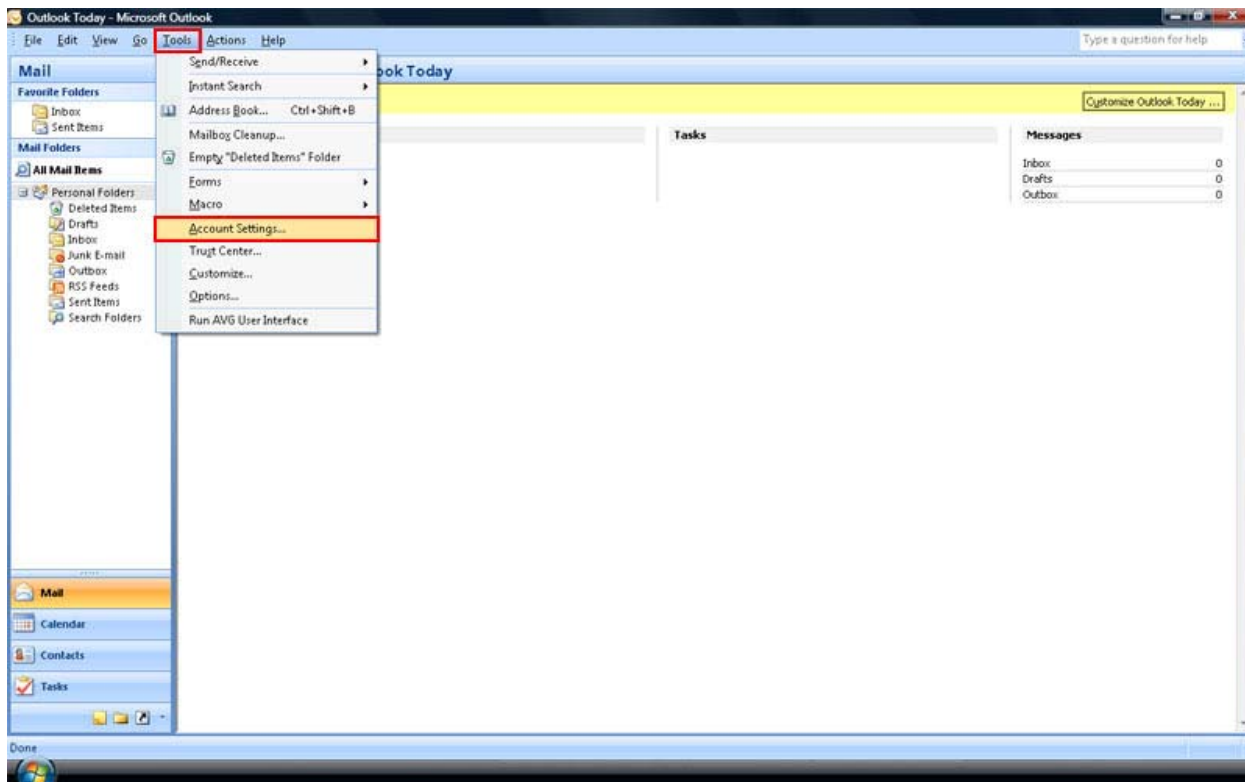 Outlook Today - Microsoft Outlook
File Edit View Go Tools Actions Help
Type a question for help
Mail
ook Today
Favorite Folders
Inbox
Sent Items
Mail Folders
All Mail Items
Personal Folders
Deleted Items
Drafts
Inbox
Junk E-mail
Outbox
RSS Feeds
Sent Items
Search Folders
Send/Receive
Instant Search
Address Book... Ctrl+Shift+B
Mailbox Cleanup...
Empty "Deleted Items" Folder
Forms
Macro
Account Settings...
Trust Center...
Customize...
Options...
Run AVG User Interface
Customize Outlook Today ...
Tasks
Messages
Inbox 0
Drafts 0
Outbox 0
Mail
Calendar
Contacts
Tasks
Done